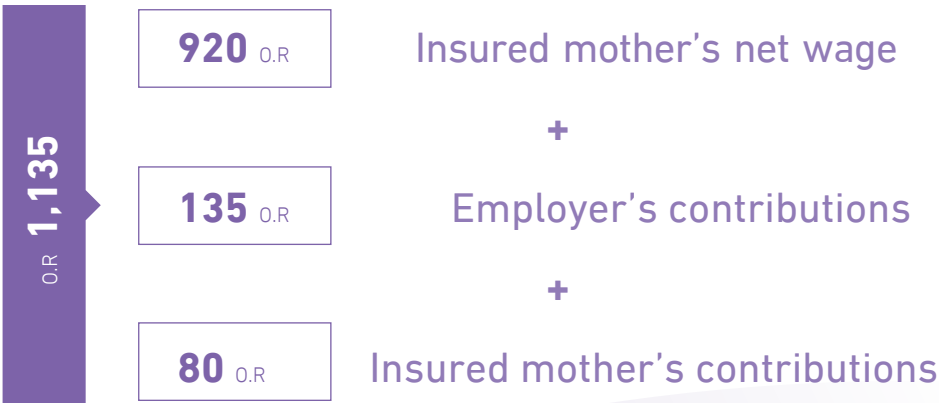 O.R 1,135
920 O.R Insured mother’s net wage
+
135 O.R Employer’s contributions
+
80 O.R Insured mother’s contributions